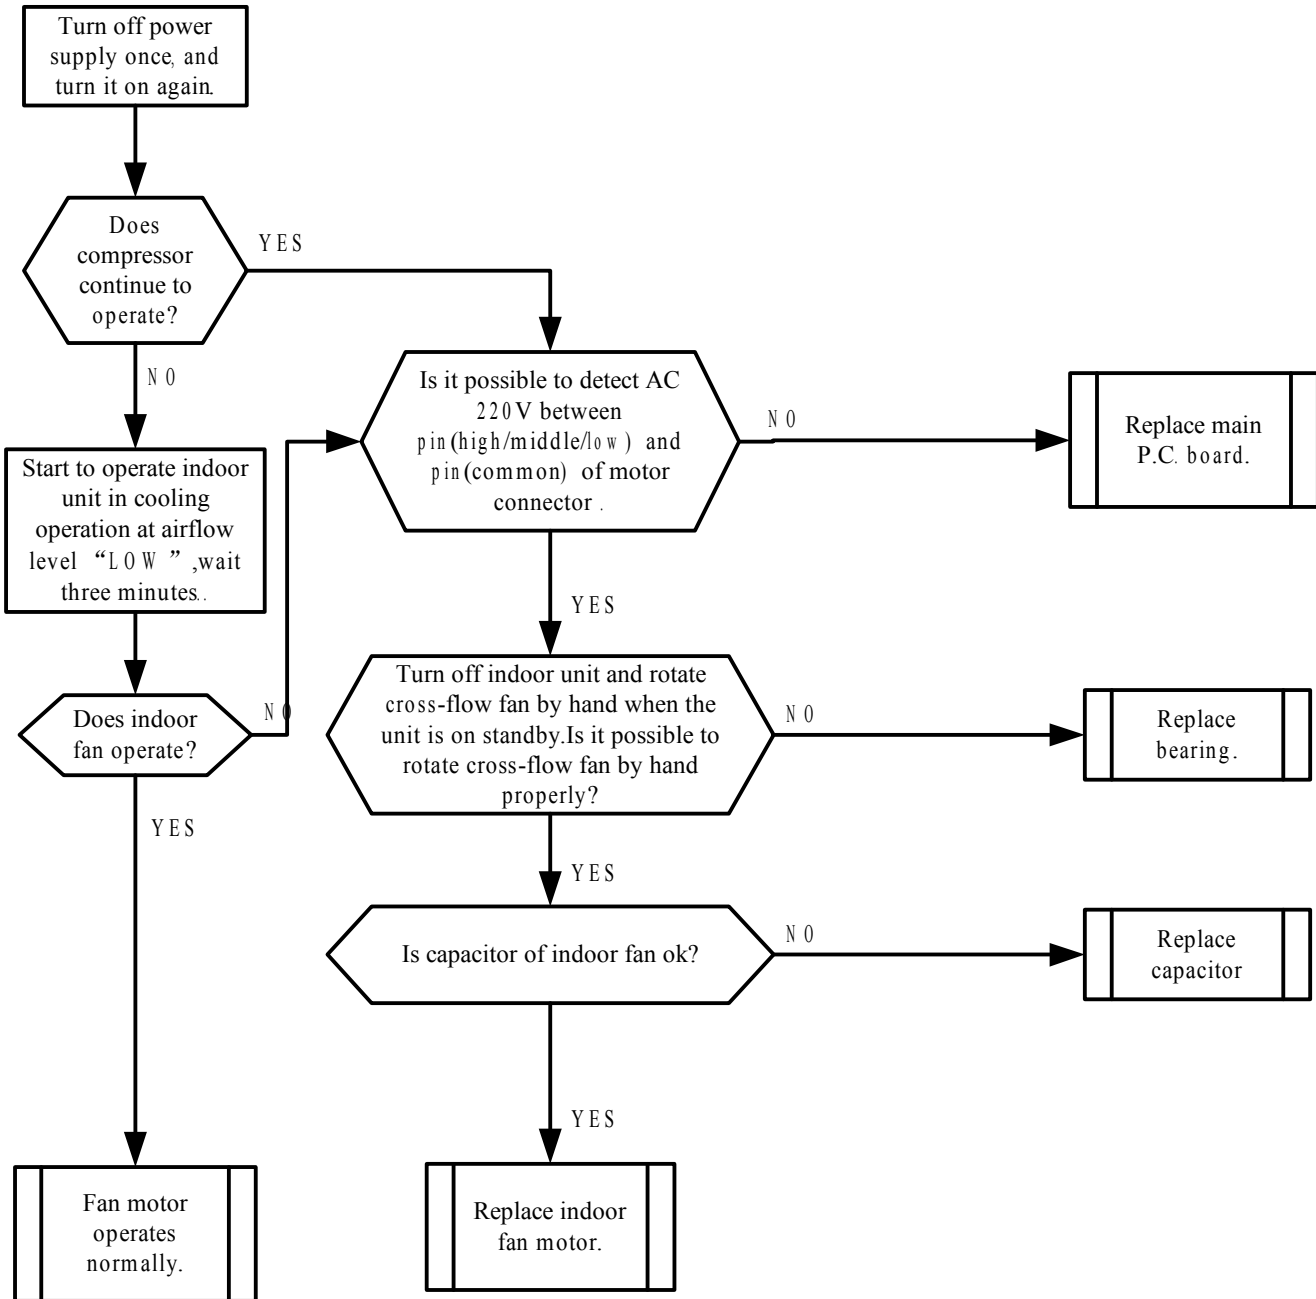 Turn off power
supply once, and
turn it on again.
Does
compressor
continue to
operate?
YES
NO
Start to operate indoor
unit in cooling
operation at airflow
level “LOW ” ,wait
three minutes..
Does indoor
fan operate?
NO
YES
Fan motor
operates
normally.
Is it possible to detect AC
220V between
pin(high/middle/low) and
pin(common) of motor
connector .
NO
Replace main
P.C. board.
YES
Turn off indoor unit and rotate
cross-flow fan by hand when the
unit is on standby.Is it possible to
rotate cross-flow fan by hand
properly?
NO
Replace
bearing.
YES
Is capacitor of indoor fan ok?
NO
Replace
capacitor
YES
Replace indoor
fan motor.